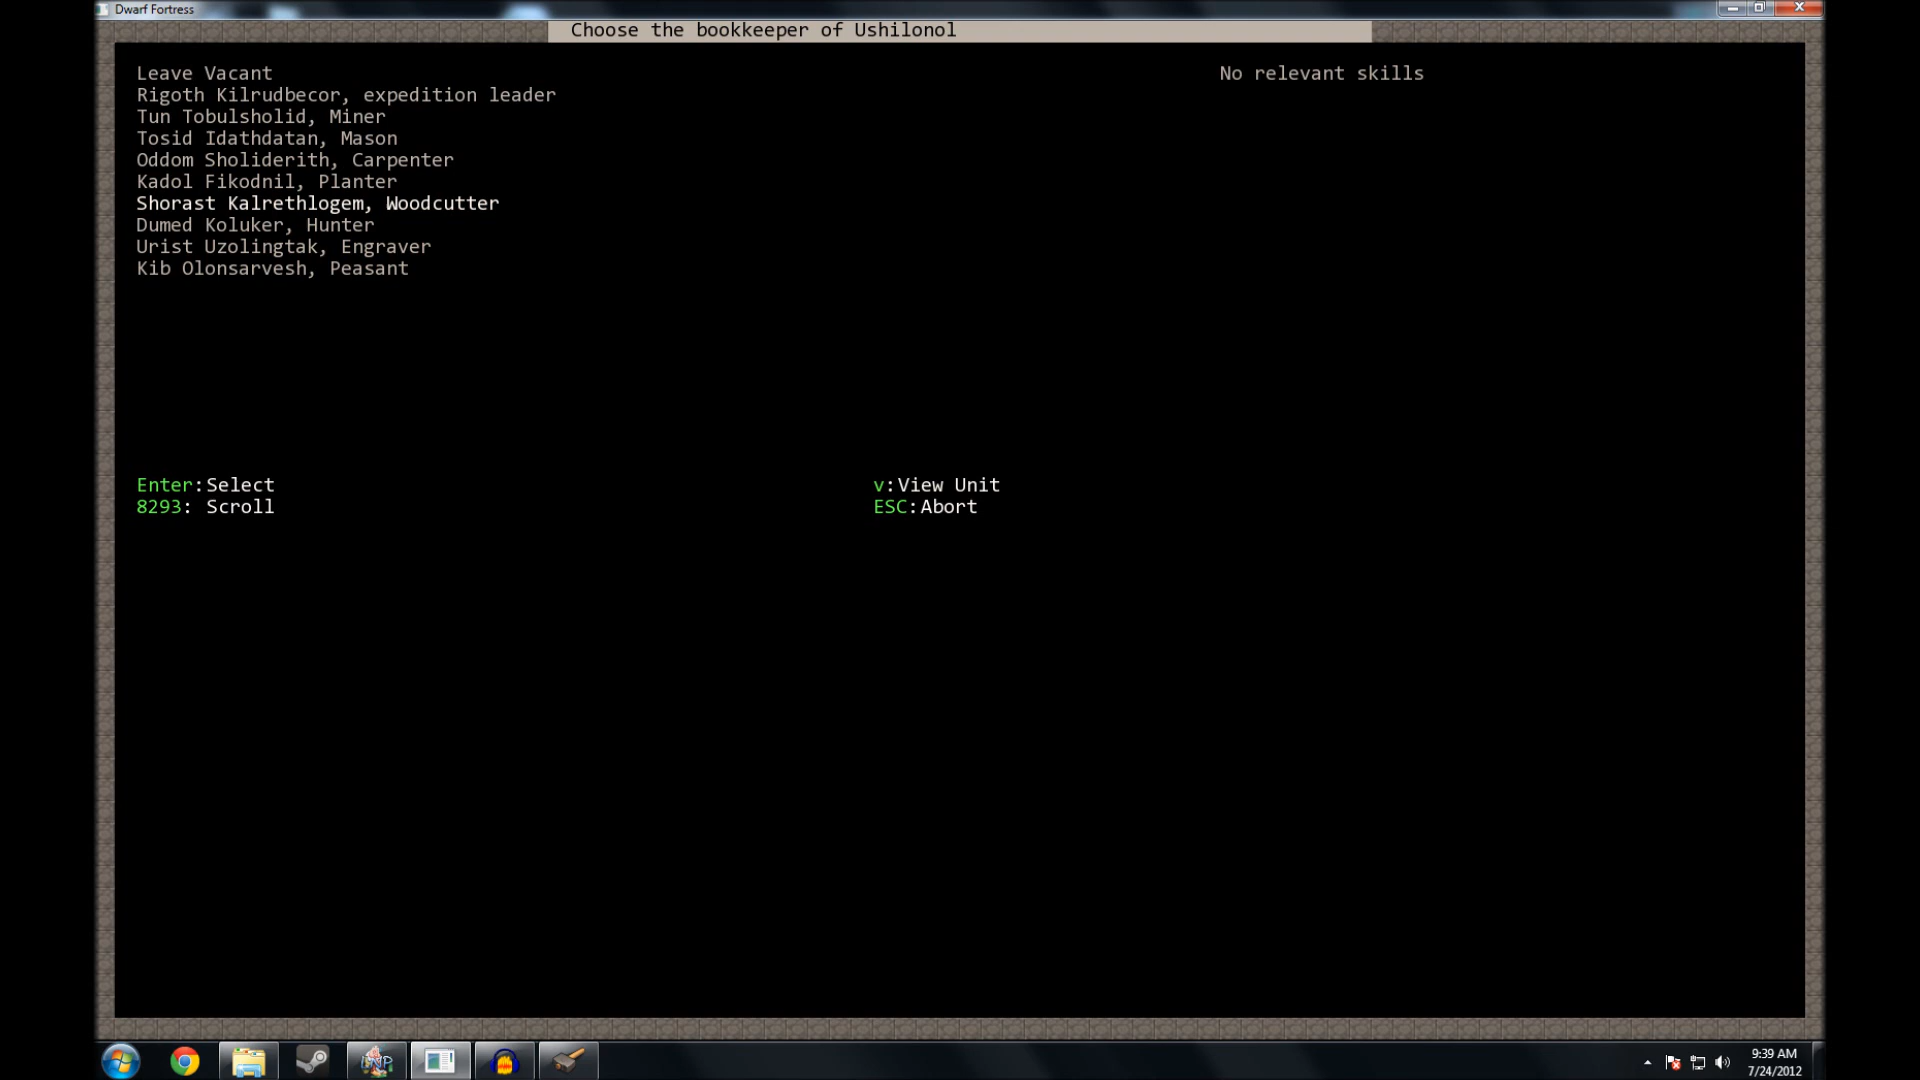 Dwarf Fortress
Choose the bookkeeper of Ushilonol
Leave Vacant
No relevant skills
Rigoth Kilrudbecor, expedition leader
Tun Tobulsholid, Miner
Tosid Idathdatan, Mason
Oddom Sholiderith, Carpenter
Kadol Fikodnil, Planter
Shorast Kalrethlogem, Woodcutter
Dumed Koluker, Hunter
Urist Uzolingtak, Engraver
Kib Olonsarvesh, Peasant
Enter:Select
v:View Unit
8293: Scroll
ESC:Abort
9:39 AM
7/24/2012